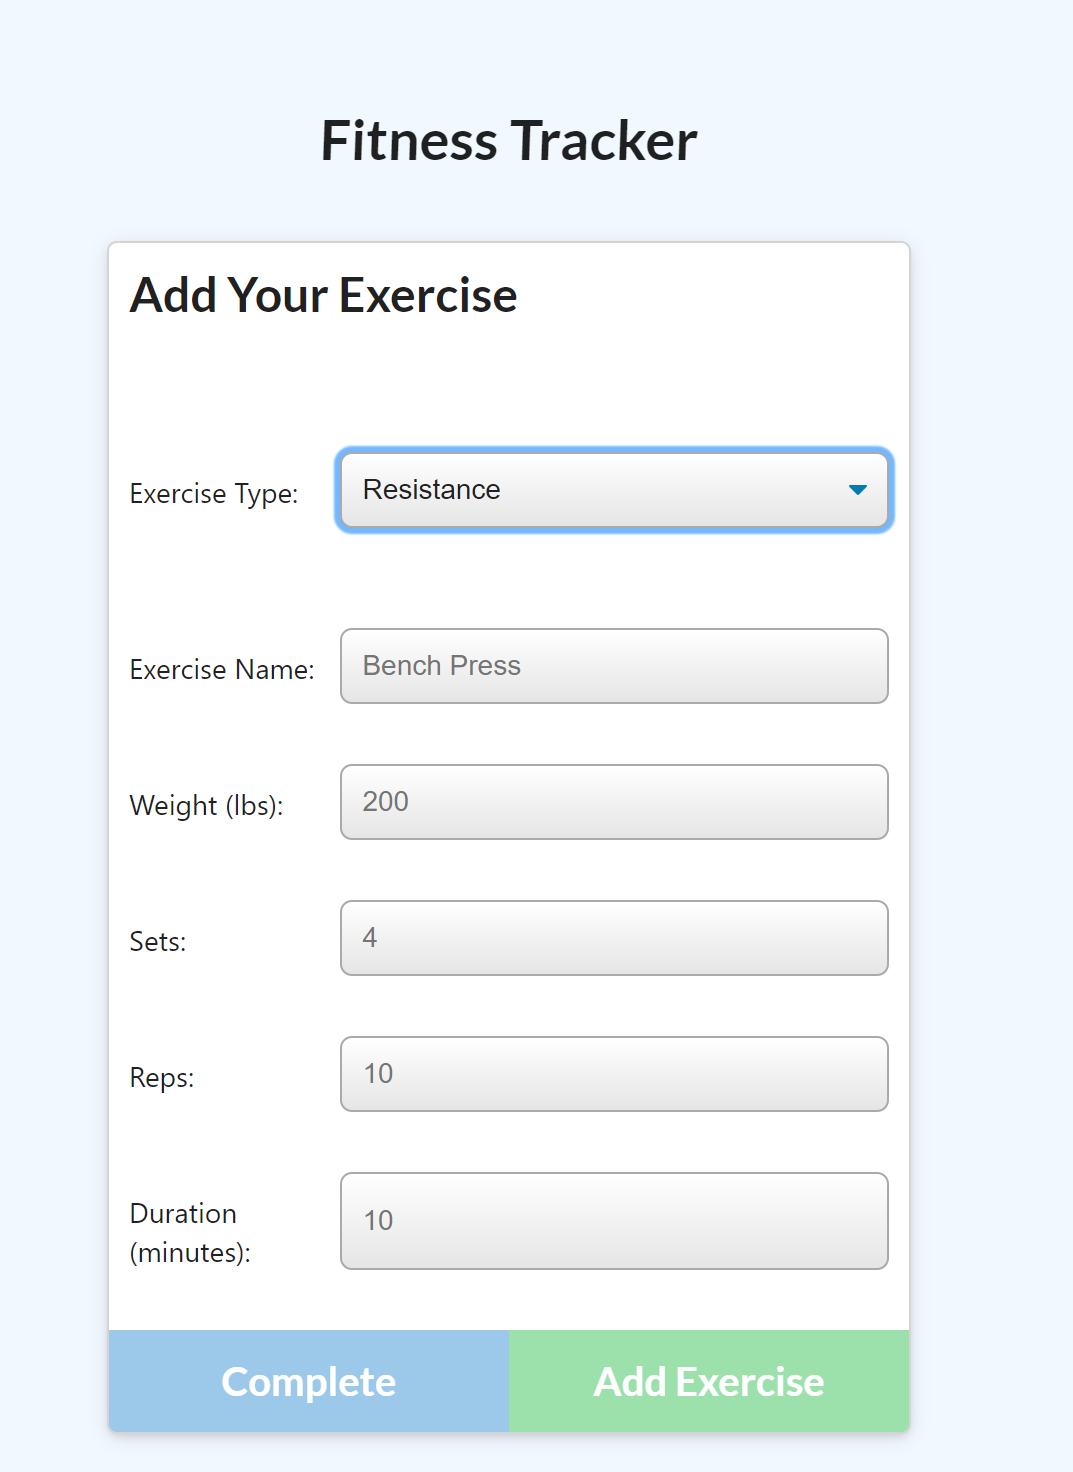 Fitness Tracker
Add Your Exercise
Exercise Type: Resistance
Exercise Name: Bench Press
Weight (lbs): 200
Sets: 4
Reps: 10
Duration
(minutes): 10
Complete Add Exercise